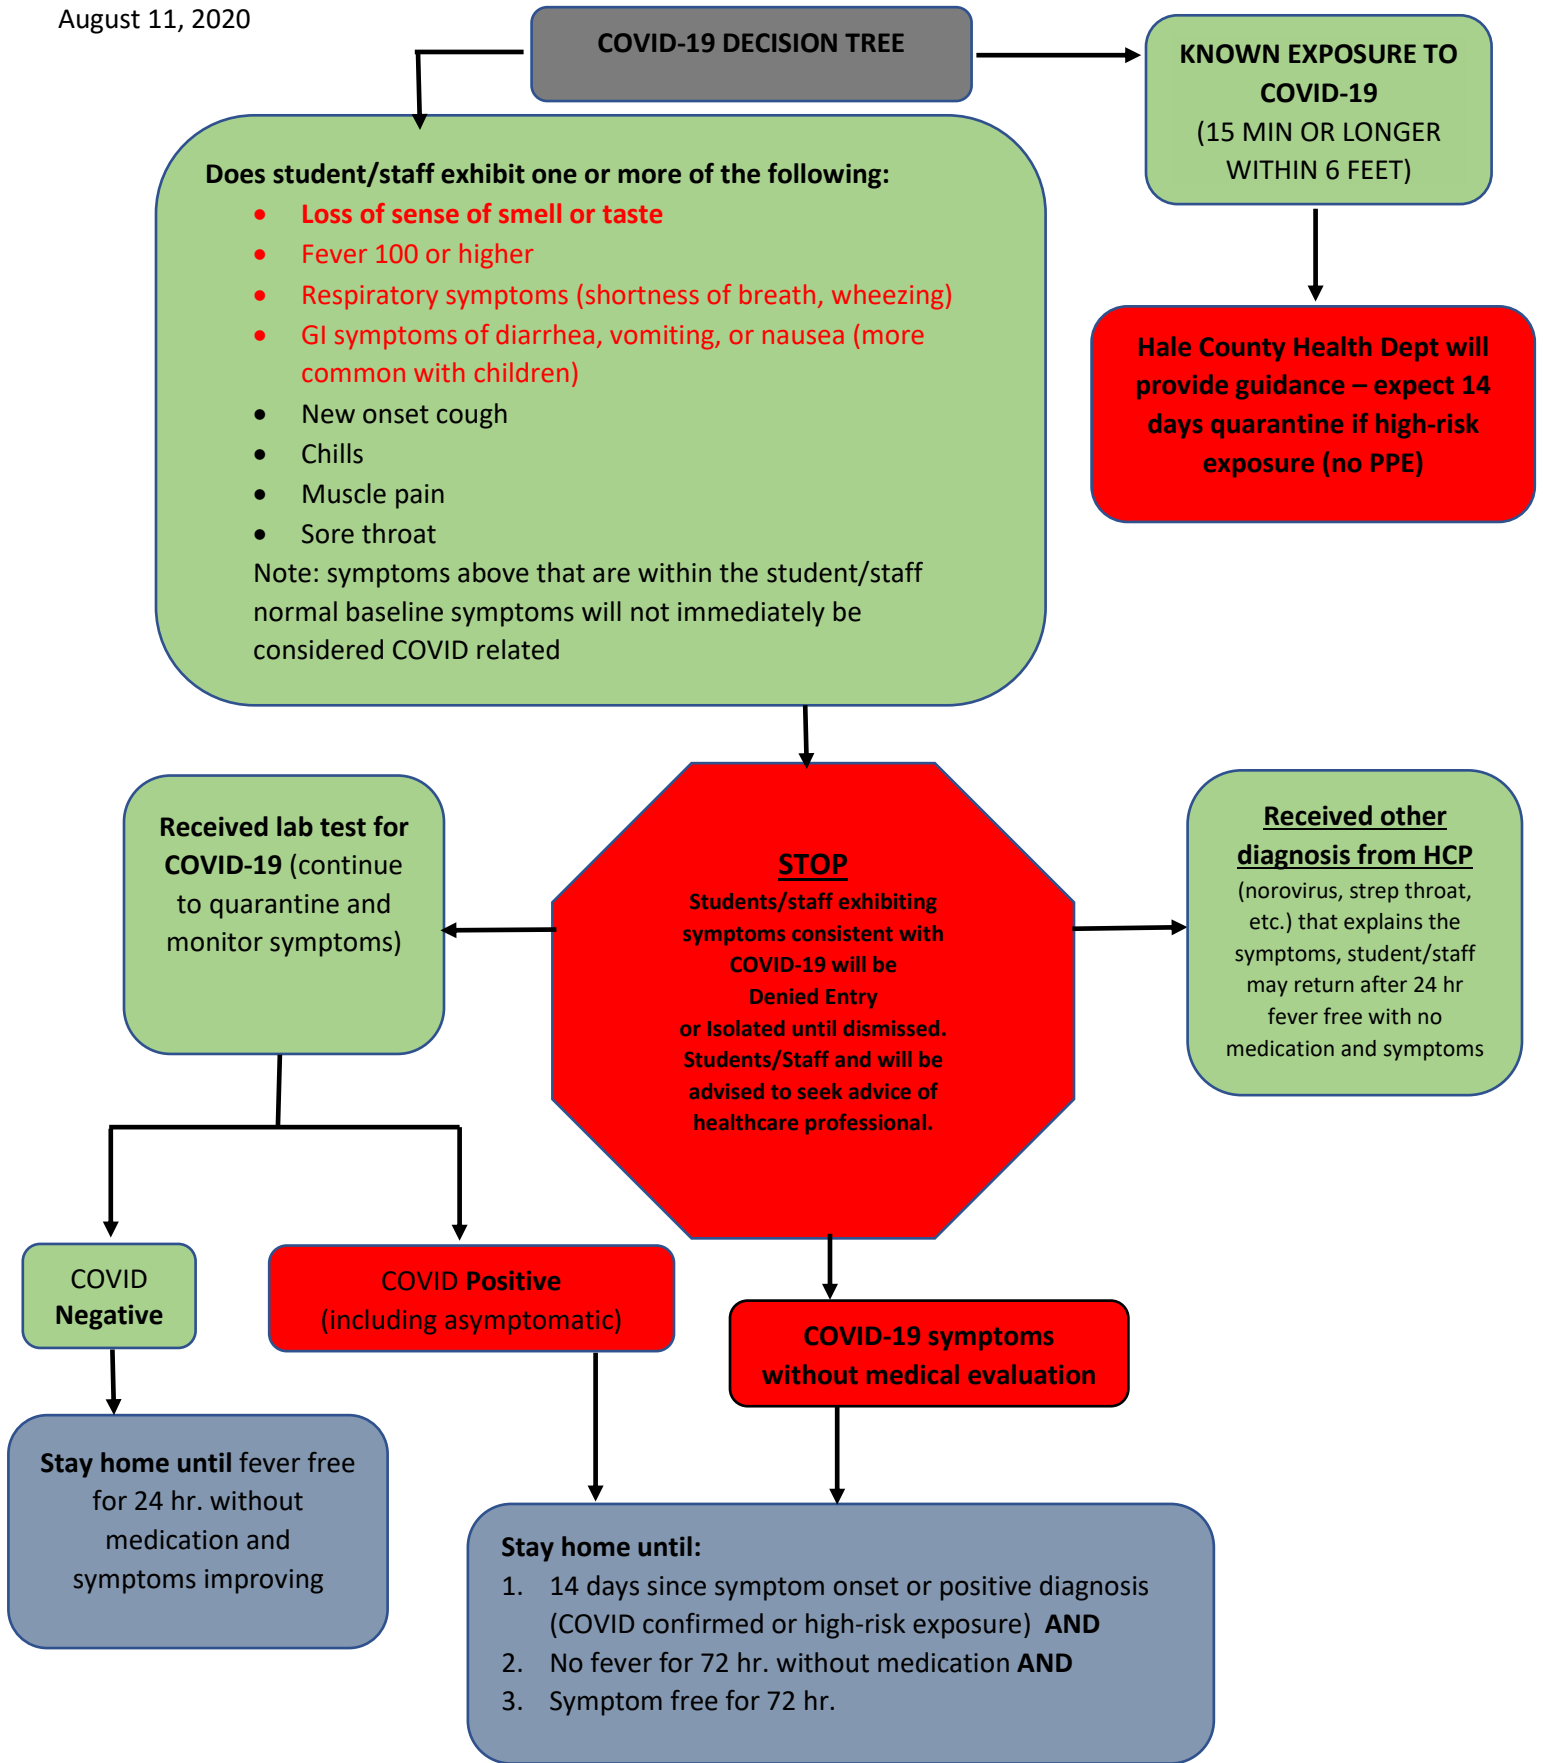 August 11, 2020
COVID-19 DECISION TREE
KNOWN EXPOSURE TO
COVID-19
(15 MIN OR LONGER
WITHIN 6 FEET)
Does student/staff exhibit one or more of the following:
• Loss of sense of smell or taste
• Fever 100 or higher
• Respiratory symptoms (shortness of breath, wheezing)
• GI symptoms of diarrhea, vomiting, or nausea (more
common with children)
• New onset cough
• Chills
• Muscle pain
• Sore throat
Note: symptoms above that are within the student/staff
normal baseline symptoms will not immediately be
considered COVID related
Hale County Health Dept will
provide guidance – expect 14
days quarantine if high-risk
exposure (no PPE)
Received lab test for
COVID-19 (continue
to quarantine and
monitor symptoms)
STOP
Students/staff exhibiting
symptoms consistent with
COVID-19 will be
Denied Entry
or Isolated until dismissed.
Students/Staff and will be
advised to seek advice of
healthcare professional.
Received other
diagnosis from HCP
(norovirus, strep throat,
etc.) that explains the
symptoms, student/staff
may return after 24 hr
fever free with no
medication and symptoms
COVID
Negative
COVID Positive
(including asymptomatic)
COVID-19 symptoms
without medical evaluation
Stay home until fever free
for 24 hr. without
medication and
symptoms improving
Stay home until:
1. 14 days since symptom onset or positive diagnosis
(COVID confirmed or high-risk exposure) AND
2. No fever for 72 hr. without medication AND
3. Symptom free for 72 hr.